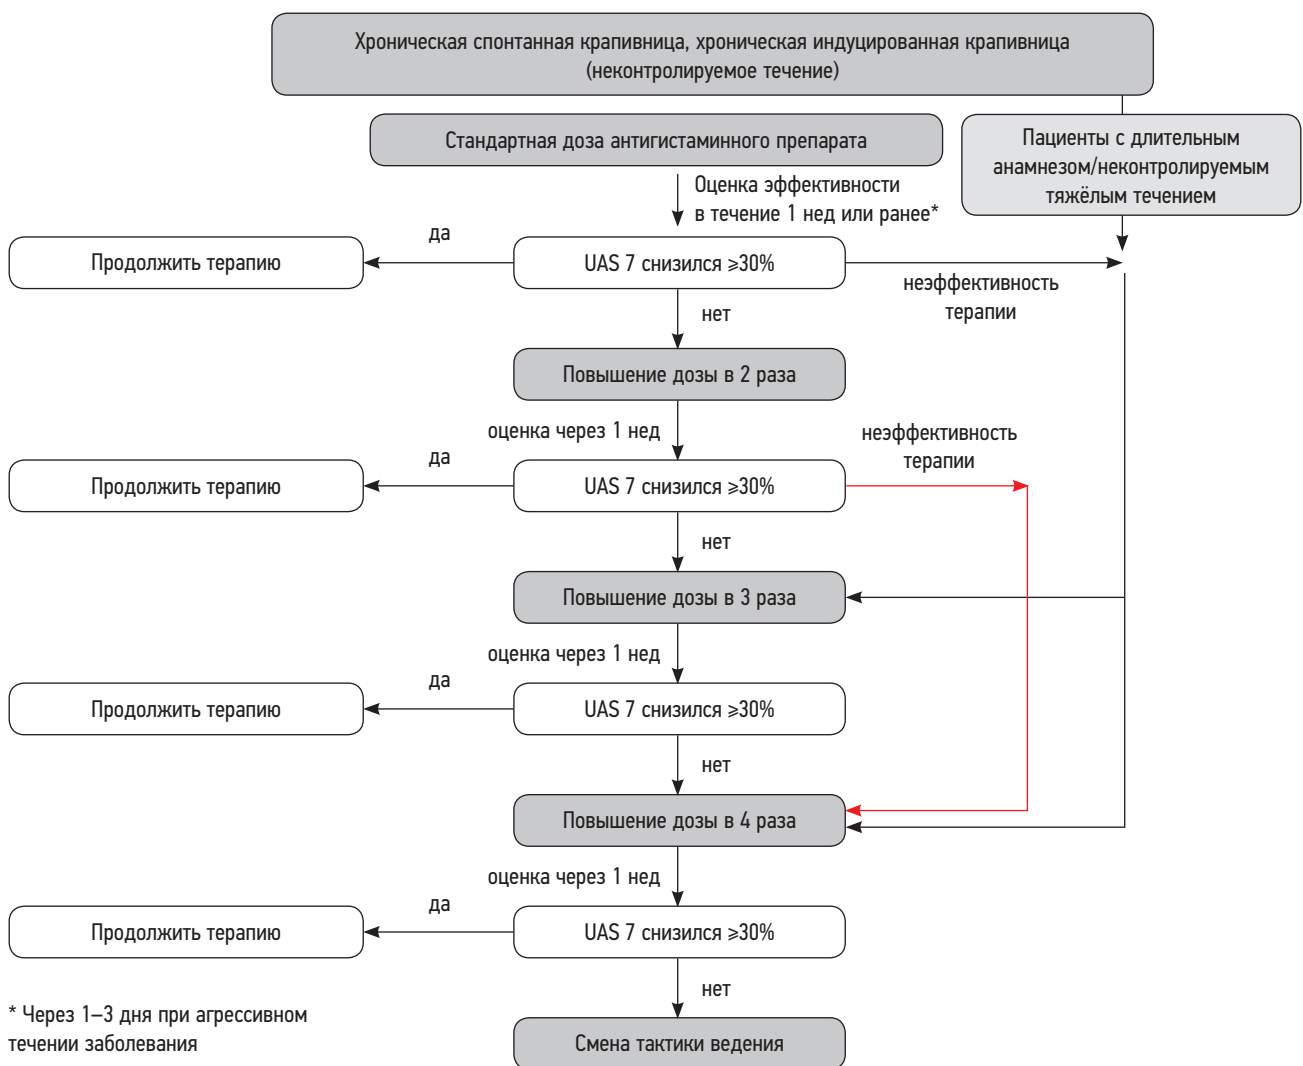 Хроническая спонтанная крапивница, хроническая индуцированная крапивница
(неконтролируемое течение)
Стандартная доза антигистаминного препарата
Пациенты с длительным
анамнезом/неконтролируемым
тяжёлым течением
Оценка эффективности
в течение 1 нед или ранее*
Продолжить терапию
да
UAS 7 снизился ⩾30%
неэффективность
терапии
нет
Повышение дозы в 2 раза
оценка через 1 нед
неэффективность
терапии
Продолжить терапию
да
UAS 7 снизился ⩾30%
нет
Повышение дозы в 3 раза
оценка через 1 нед
Продолжить терапию
да
UAS 7 снизился ⩾30%
нет
Повышение дозы в 4 раза
оценка через 1 нед
Продолжить терапию
да
UAS 7 снизился ⩾30%
нет
Смена тактики ведения
* Через 1–3 дня при агрессивном
течении заболевания